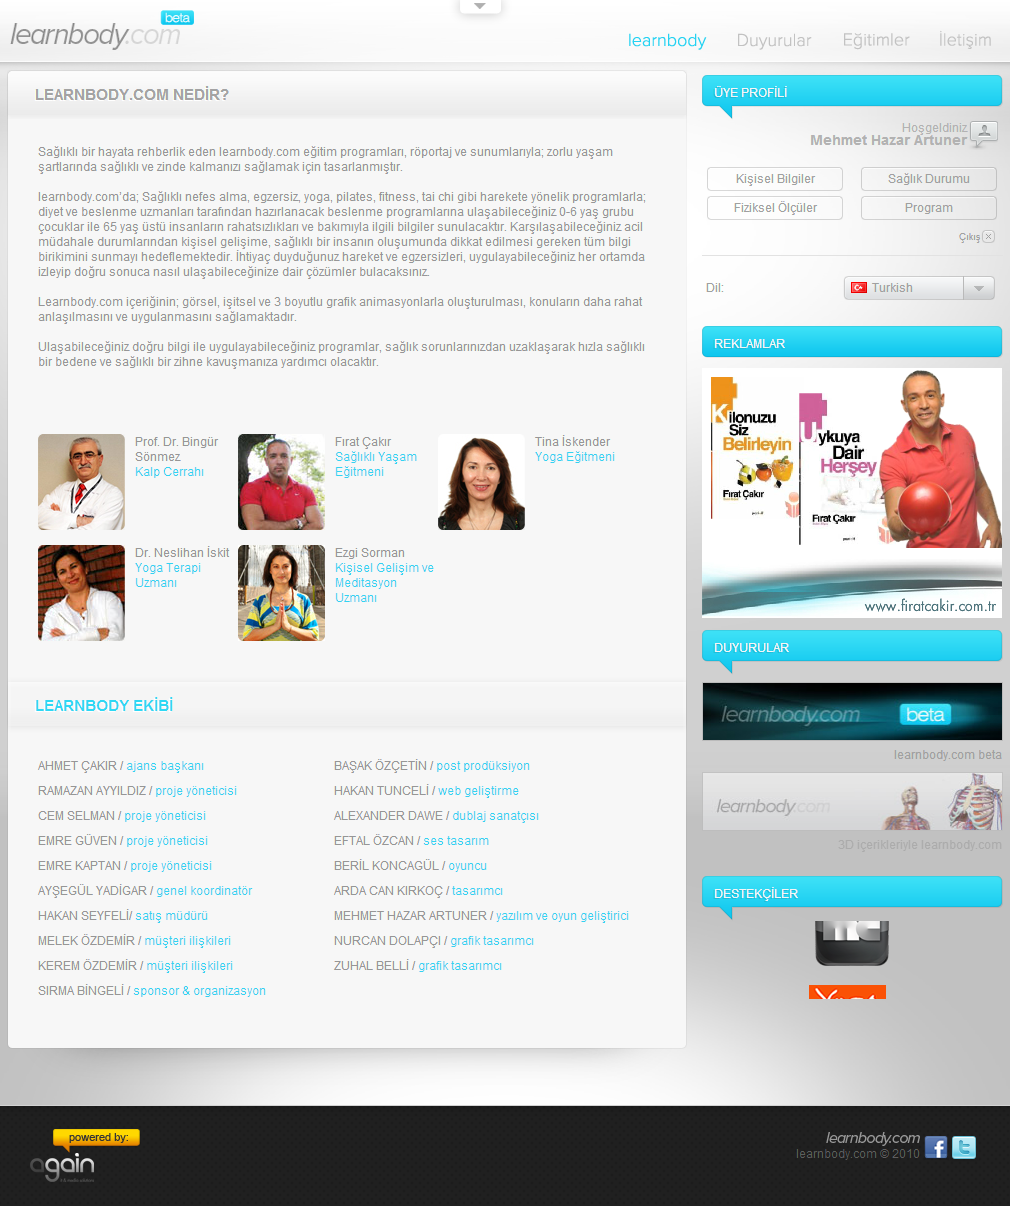 learnbody.com beta
learnbody Duyurular Eğitimler İletişim
LEARNBODY.COM NEDİR?
Sağlıklı bir hayata rehberlik eden learnbody.com eğitim programları, röportaj ve sunumlarıyla; zorlu yaşam
şartlarında sağlıklı ve zinde kalmanızı sağlamak için tasarlanmıştır.
learnbody.com'da; Sağlıklı nefes alma, egzersiz, yoga, pilates, fitness, tai chi gibi harekete yönelik programlarla;
diyet ve beslenme uzmanları tarafından hazırlanacak beslenme programlarına ulaşabileceğiniz 0-6 yaş grubu
çocuklar ile 65 yaş üstü insanların rahatsızlıkları ve bakımıyla ilgili bilgiler sunulacaktır. Karşılaşabileceğiniz acil
müdahale durumlarından kişisel gelişime, sağlıklı bir insanın oluşumunda dikkat edilmesi gereken tüm bilgi
birikimini sunmayı hedeflemektedir. İhtiyaç duyduğunuz hareket ve egzersizleri, uygulayabileceğiniz her ortamda
izleyip doğru sonuca nasıl ulaşabileceğinize dair çözümler bulacaksınız.
Learnbody.com içeriğinin; görsel, işitsel ve 3 boyutlu grafik animasyonlarla oluşturulması, konuların daha rahat
anlaşılmasını ve uygulanmasını sağlamaktadır.
Ulaşabileceğiniz doğru bilgi ile uygulayabileceğiniz programlar, sağlık sorunlarınızdan uzaklaşarak hızla sağlıklı
bir bedene ve sağlıklı bir zihne kavuşmanıza yardımcı olacaktır.
Prof. Dr. Bingür
Sönmez
Kalp Cerrahı
Fırat Çakır
Sağlıklı Yaşam
Eğitmeni
Tina İskender
Yoga Eğitmeni
Dr. Neslihan İskit
Yoga Terapi
Uzmanı
Ezgi Sorman
Kişisel Gelişim ve
Meditasyon
Uzmanı
LEARNBODY EKİBİ
AHMET ÇAKIR / ajans başkanı
RAMAZAN AYYILDIZ / proje yöneticisi
CEM SELMAN / proje yöneticisi
EMRE GÜVEN / proje yöneticisi
EMRE KAPTAN / proje yöneticisi
AYŞEGÜL YADİGAR / genel koordinatör
HAKAN SEYFELİ/ satış müdürü
MELEK ÖZDEMİR / müşteri ilişkileri
KEREM ÖZDEMİR / müşteri ilişkileri
SIRMA BİNGELİ / sponsor & organizasyon
BAŞAK ÖZÇETİN / post prodüksiyon
HAKAN TUNCELİ / web geliştirme
ALEXANDER DAWE / dublaj sanatçısı
EFTAL ÖZCAN / ses tasarım
BERİL KONCAGÜL / oyuncu
ARDA CAN KIRKOÇ / tasarımcı
MEHMET HAZAR ARTUNER / yazılım ve oyun geliştirici
NURCAN DOLAPÇI / grafik tasarımcı
ZUHAL BELLİ / grafik tasarımcı
ÜYE PROFİLİ
Hoşgeldiniz
Mehmet Hazar Artuner
Kişisel Bilgiler Sağlık Durumu
Fiziksel Ölçüler Program
Çıkış
Dil: Turkish
REKLAMLAR
Kilonuzu
Siz
Belirleyin
Fırat Çakır
Uykuya
Dair
Herşey
Fırat Çakır
www.firatcakir.com.tr
DUYURULAR
learnbody.com beta
learnbody.com beta
learnbody.com
3D içerikleriyle learnbody.com
DESTEKÇİLER
powered by:
again
learnbody.com
learnbody.com © 2010